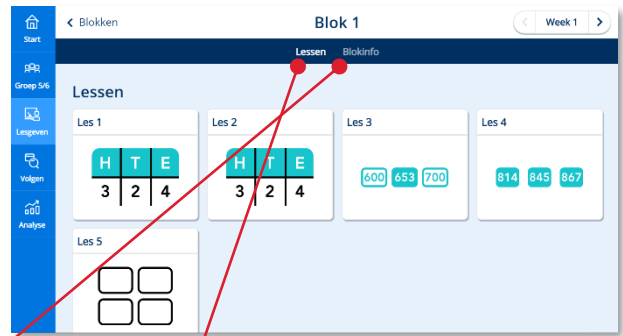 Start
Groep 5/6
Lesgeven
Volgen
Analyse
Blokken
Blok 1
Week 1
Lessen Blokinfo
Lessen
Les 1 Les 2 Les 3 Les 4
H T E H T E
3 2 4 3 2 4
600 653 700 814 845 867
Les 5